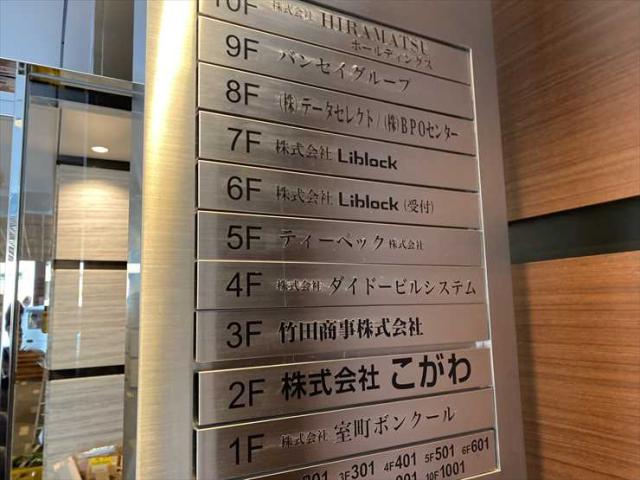 10F 株式会社 HIRAMATSU
ホールディングス
9F バンセイグループ
8F (株)データセレクト/(株)BPOセンター
7F 株式会社 Liblock
6F 株式会社 Liblock (受付)
5F ティーペック株式会社
4F 株式会社 ダイドービルシステム
3F 竹田商事株式会社
2F 株式会社 こがわ
1F 株式会社 室町ボンクール
3F301 4F401 5F501 6F601
10F1001